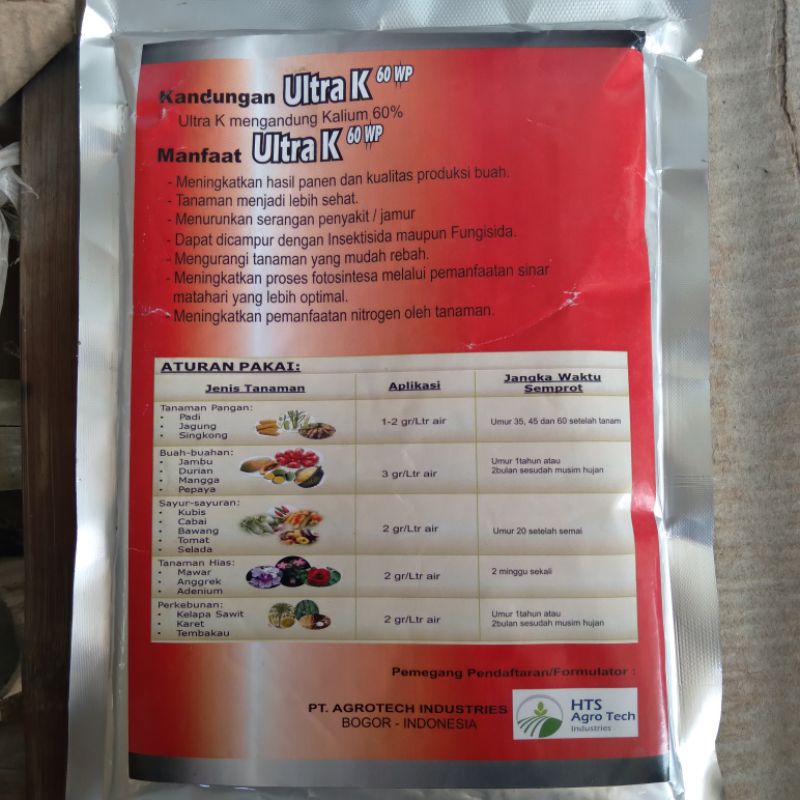 Kandungan Ultra K 60 WP
Ultra K mengandung Kalium 60%
Manfaat Ultra K 60 WP
- Meningkatkan hasil panen dan kualitas produksi buah.
- Tanaman menjadi lebih sehat.
- Menurunkan serangan penyakit / jamur
- Dapat dicampur dengan Insektisida maupun Fungisida.
- Mengurangi tanaman yang mudah rebah.
- Meningkatkan proses fotosintesa melalui pemanfaatan sinar
matahari yang lebih optimal.
- Meningkatkan pemanfaatan nitrogen oleh tanaman.
ATURAN PAKAI:
Jenis Tanaman Aplikasi Jangka Waktu
Semprot
Tanaman Pangan:
• Padi
• Jagung
• Singkong
1-2 gr/Ltr air
Umur 35, 45 dan 60 setelah tanam
Buah-buahan:
• Jambu
• Durian
• Mangga
• Pepaya
3 gr/Ltr air
Umur 1tahun atau
2bulan sesudah musim hujan
Sayur-sayuran:
• Kubis
• Cabai
• Bawang
• Tomat
• Selada
2 gr/Ltr air
Umur 20 setelah semai
Tanaman Hias:
• Mawar
• Anggrek
• Adenium
2 gr/Ltr air
2 minggu sekali
Perkebunan:
• Kelapa Sawit
• Karet
• Tembakau
2 gr/Ltr air
Umur 1tahun atau
2bulan sesudah musim hujan
Pemegang Pendaftaran/Formulator :
PT. AGROTECH INDUSTRIES
BOGOR - INDONESIA
HTS
Agro Tech
Industries